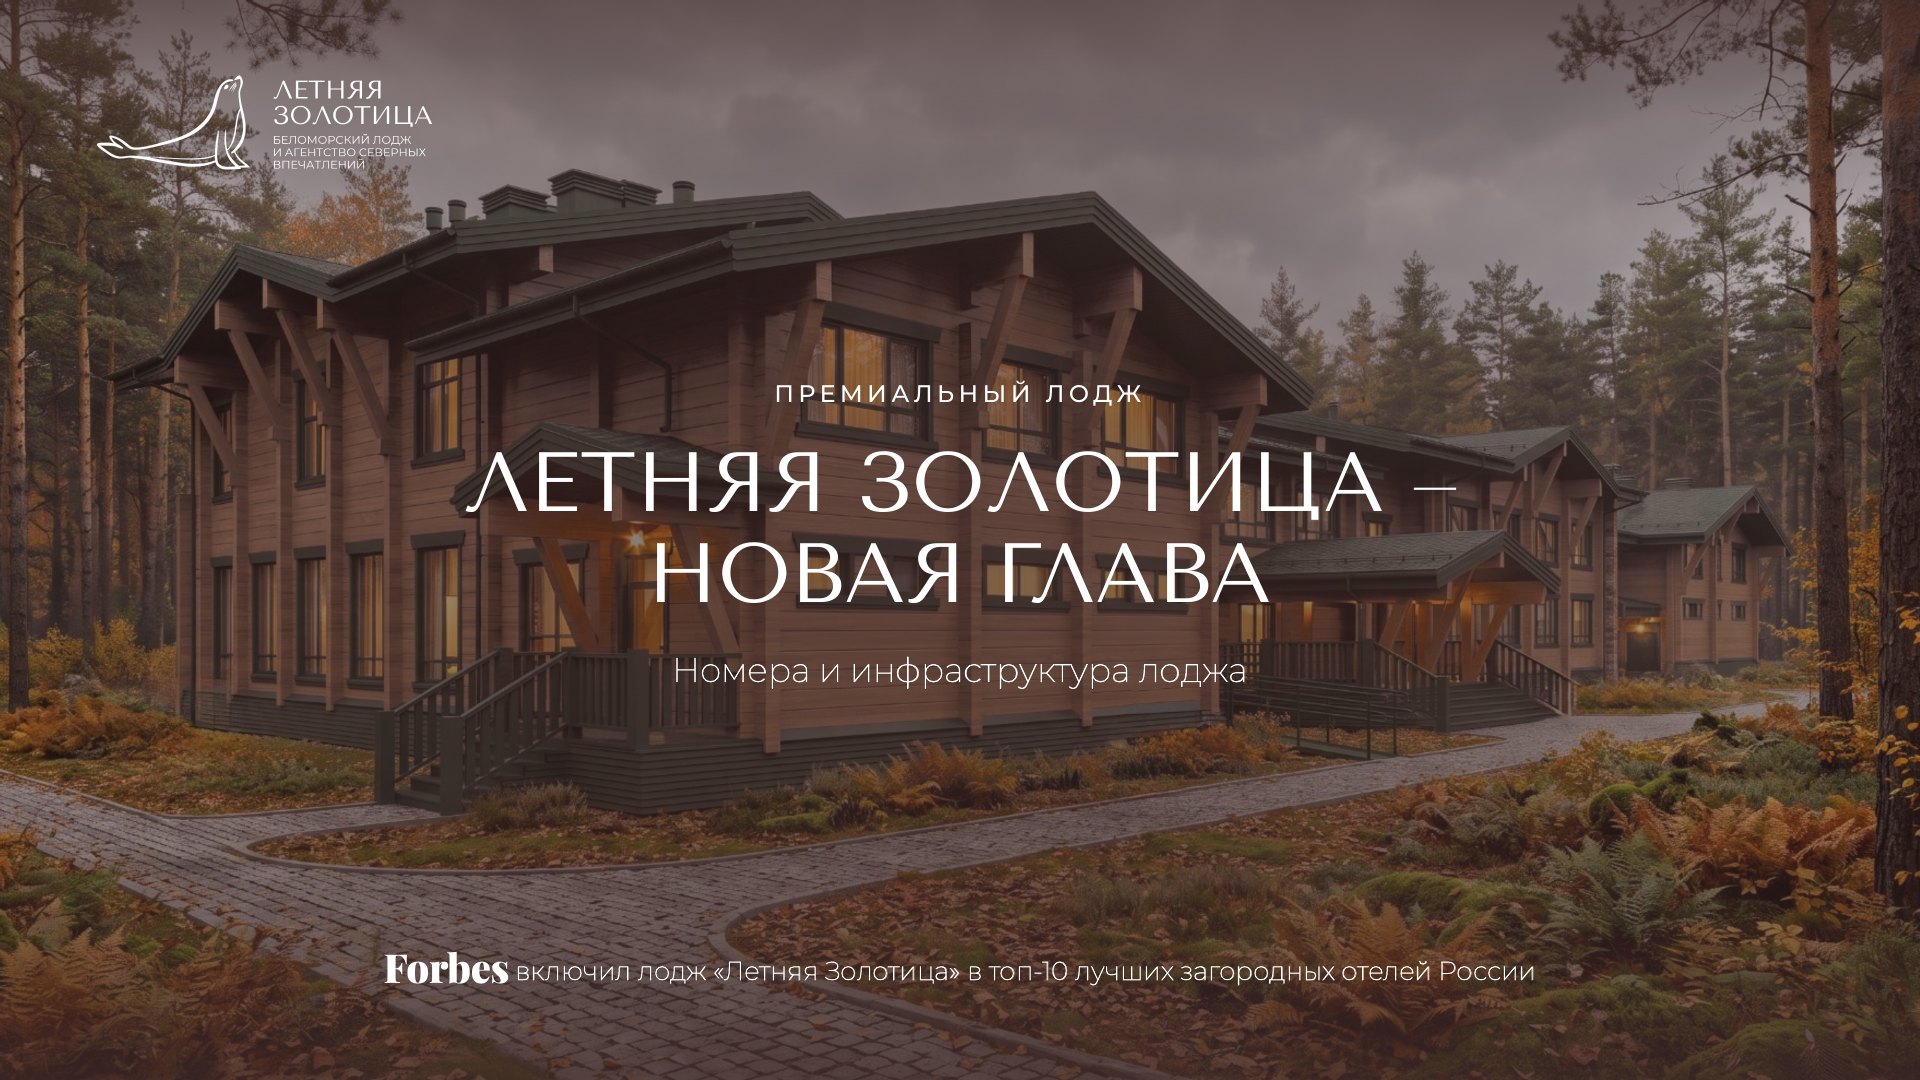 ЛЕТНЯЯ
ЗОЛОТИЦА
БЕЛОМОРСКИЙ ЛОДЖ
И АГЕНТСТВО СЕВЕРНЫХ
ВПЕЧАТЛЕНИЙ
ПРЕМИАЛЬНЫЙ ЛОДЖ
ЛЕТНЯЯ ЗОЛОТИЦА –
НОВАЯ ГЛАВА
Номера и инфраструктура лоджа
Forbes включил лодж «Летняя Золотица» в топ-10 лучших загородных отелей России